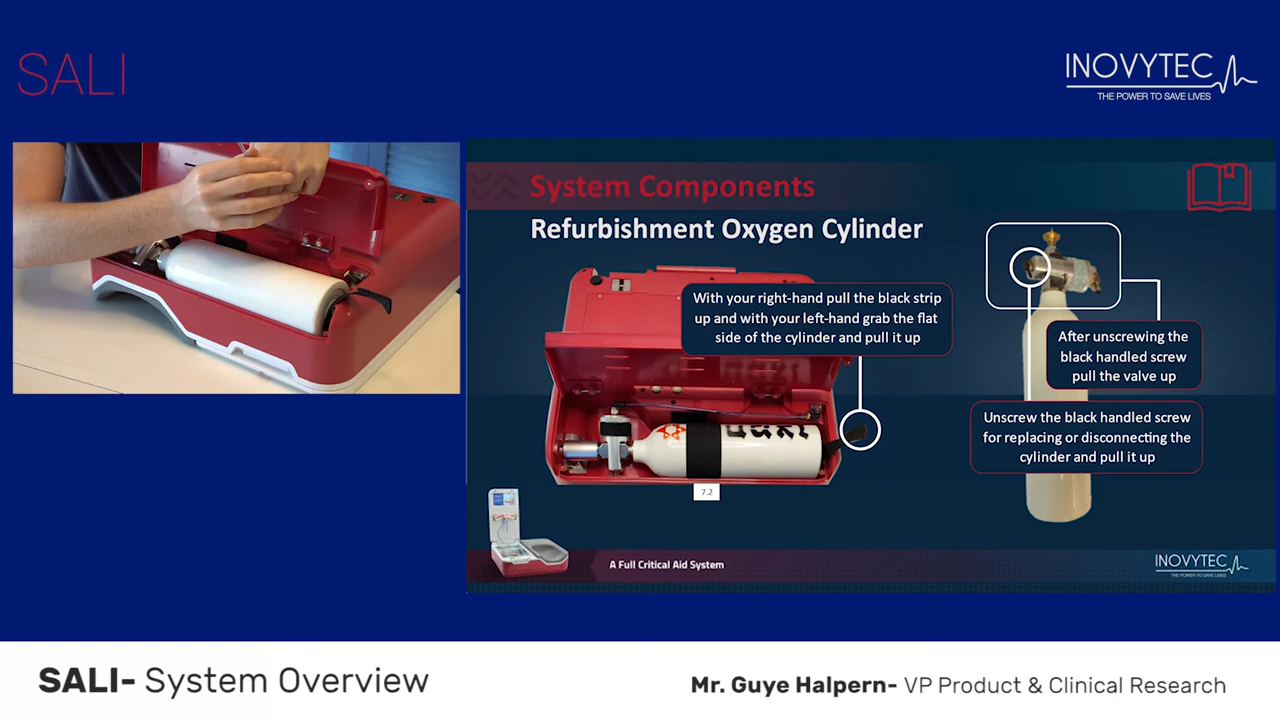 SALI
INOVYTEC
THE POWER TO SAVE LIVES
System Components
Refurbishment Oxygen Cylinder
With your right-hand pull the black strip
up and with your left-hand grab the flat
side of the cylinder and pull it up
After unscrewing the
black handled screw
pull the valve up
Unscrew the black handled screw
for replacing or disconnecting the
cylinder and pull it up
7.2
A Full Critical Aid System
INOVYTEC
THE POWER TO SAVE LIVES
SALI- System Overview
Mr. Guye Halpern- VP Product & Clinical Research